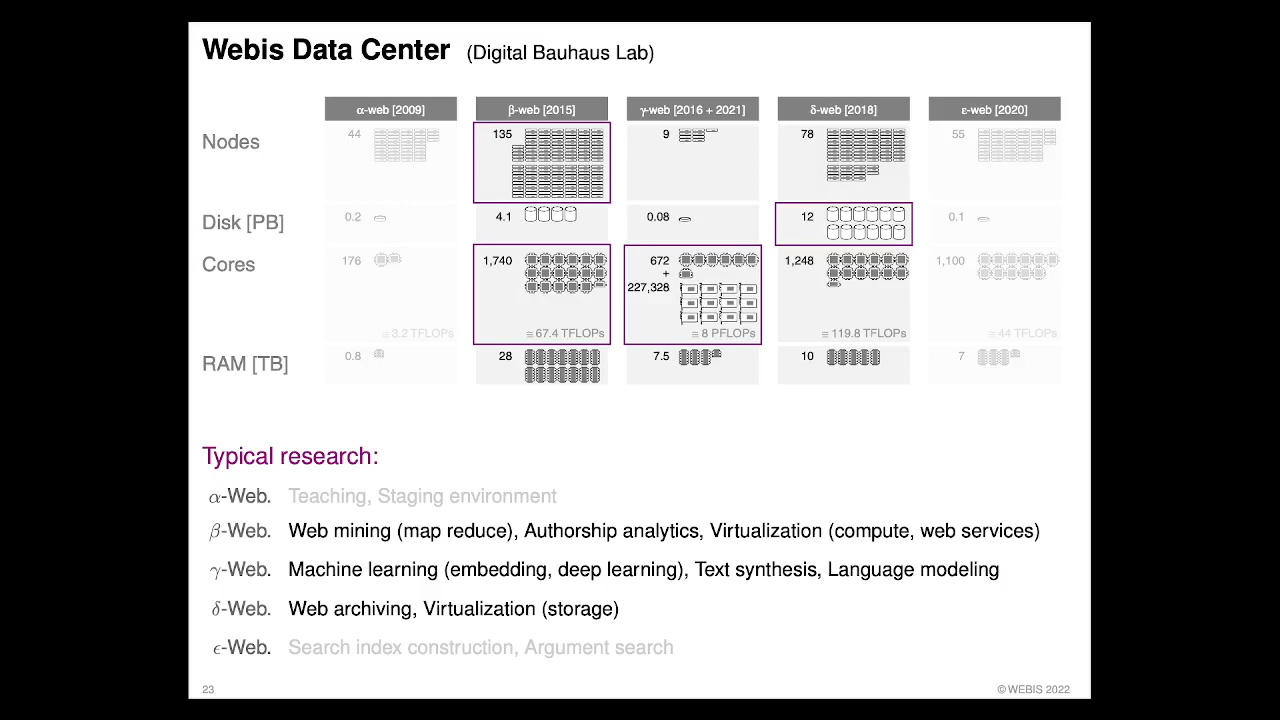 Webis Data Center (Digital Bauhaus Lab)
α-web [2009] β-web [2015] γ-web [2016 + 2021] δ-web [2018] ε-web [2020]
Nodes 44 135 9 78 55
Disk [PB] 0.2 4.1 0.08 12 0.1
Cores 176 1,740 672 1,248 1,100
+
227,328
≡ 3.2 TFLOPs ≡ 67.4 TFLOPs ≡ 8 PFLOPs ≡ 119.8 TFLOPs ≡ 44 TFLOPs
RAM [TB] 0.8 28 7.5 10 7
Typical research:
α-Web. Teaching, Staging environment
β-Web. Web mining (map reduce), Authorship analytics, Virtualization (compute, web services)
γ-Web. Machine learning (embedding, deep learning), Text synthesis, Language modeling
δ-Web. Web archiving, Virtualization (storage)
ϵ-Web. Search index construction, Argument search
23 © WEBIS 2022